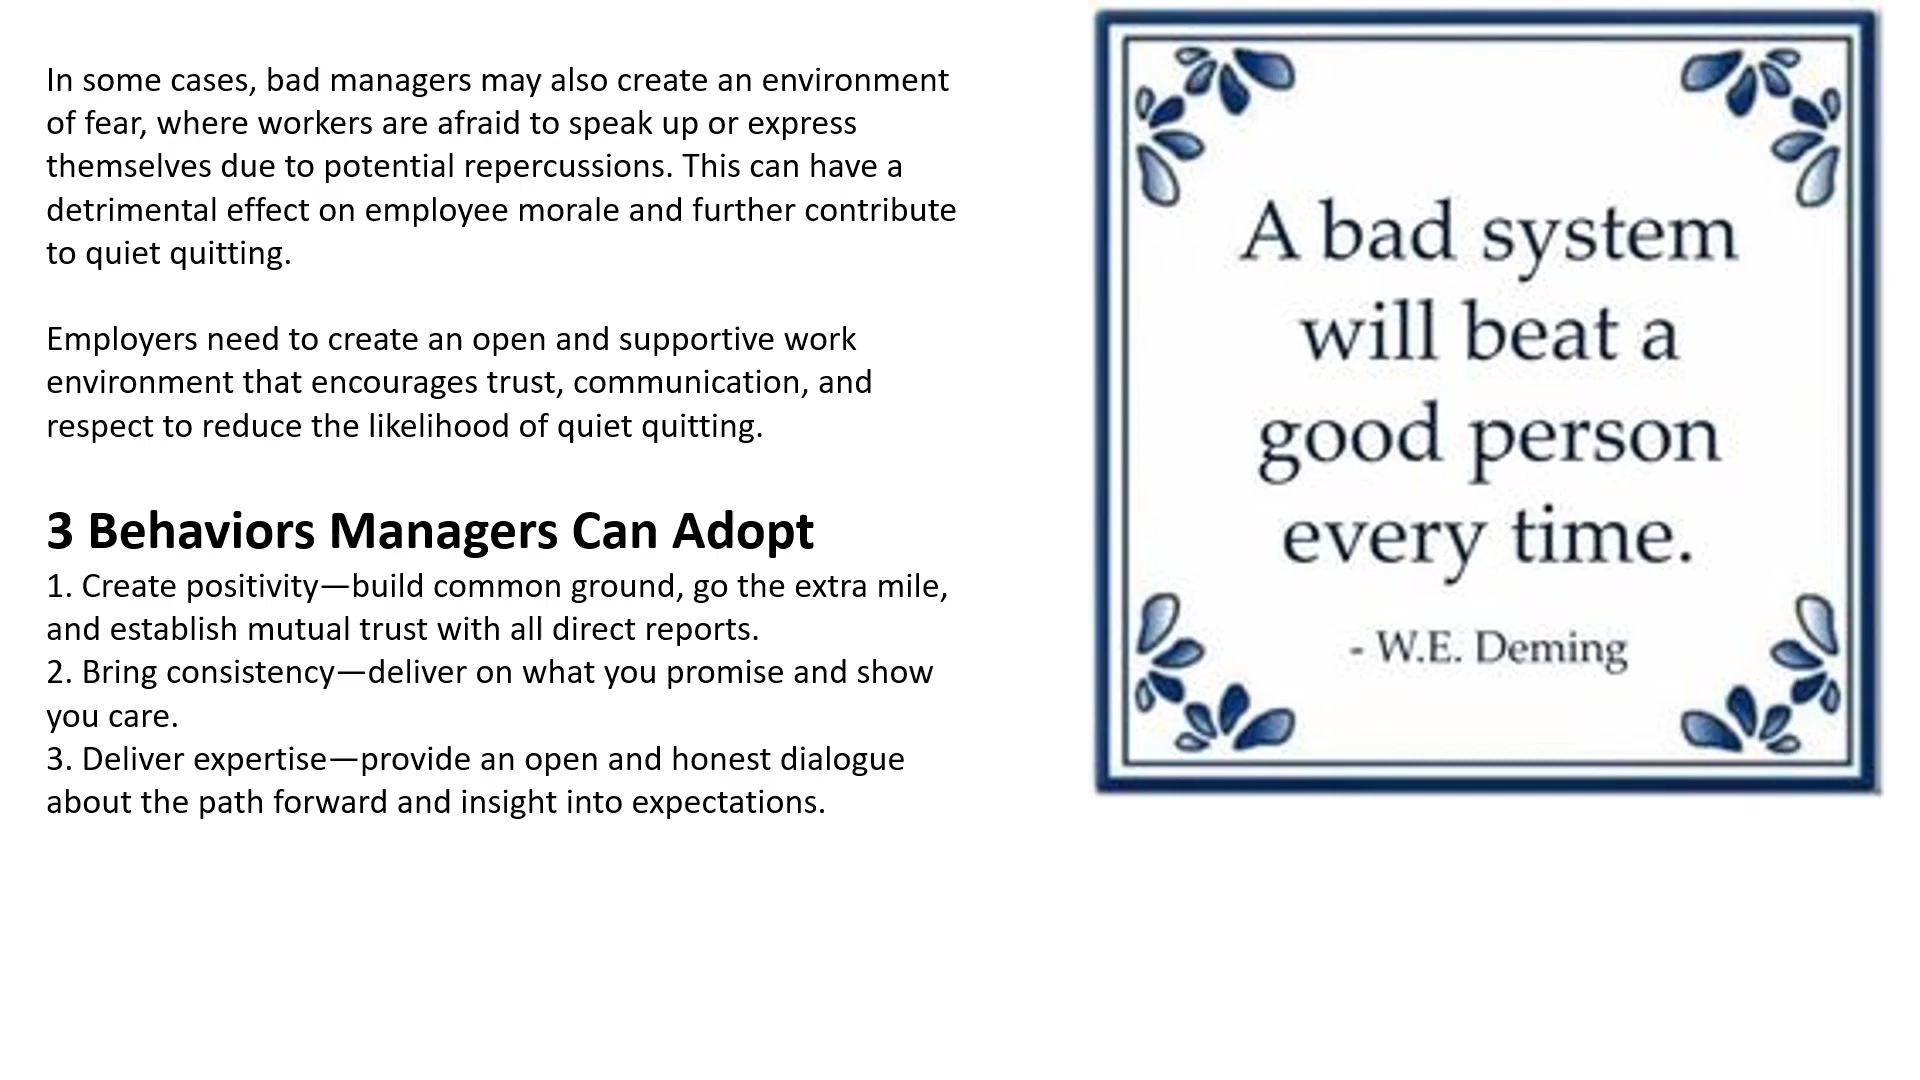 In some cases, bad managers may also create an environment
of fear, where workers are afraid to speak up or express
themselves due to potential repercussions. This can have a
detrimental effect on employee morale and further contribute
to quiet quitting.
Employers need to create an open and supportive work
environment that encourages trust, communication, and
respect to reduce the likelihood of quiet quitting.
3 Behaviors Managers Can Adopt
1. Create positivity—build common ground, go the extra mile,
and establish mutual trust with all direct reports.
2. Bring consistency—deliver on what you promise and show
you care.
3. Deliver expertise—provide an open and honest dialogue
about the path forward and insight into expectations.
A bad system
will beat a
good person
every time.
- W.E. Deming